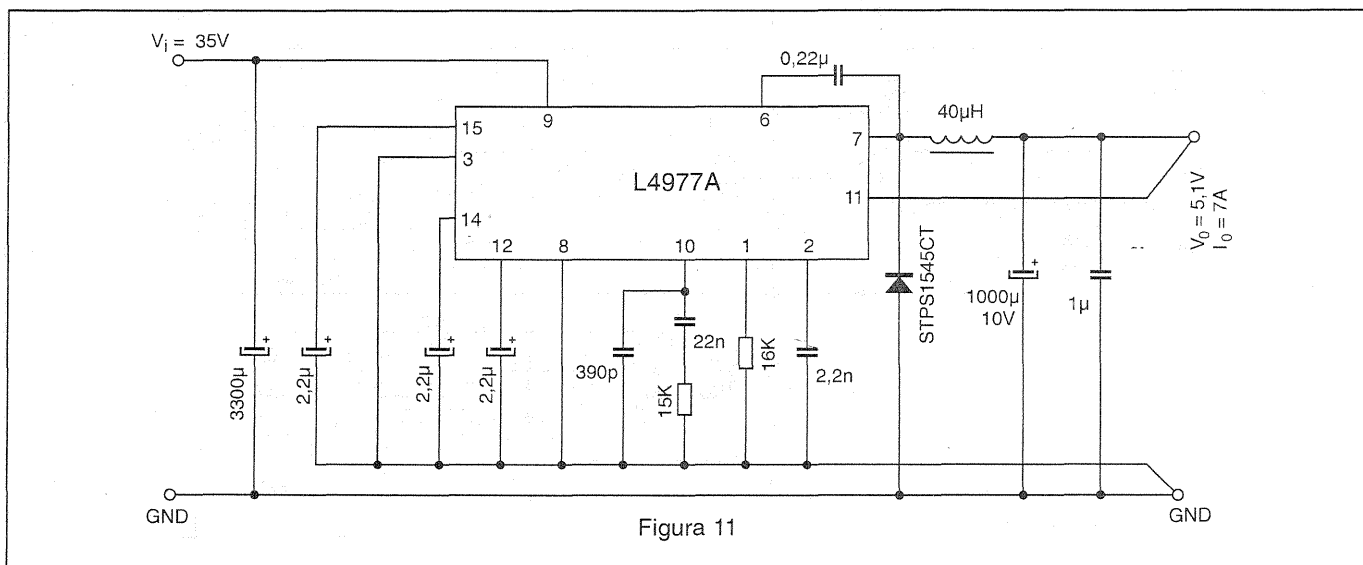 Vi = 35V
0,22µ
9
6
15
3
14
7
11
40µH
L4977A
12
8
10
1
2
V0 = 5,1V
I0 = 7A
STPS1545CT
3300µ
2,2µ
2,2µ
2,2µ
390p
22n
15K
16K
2,2n
1000µ
10V
1µ
GND
GND
Figura 11